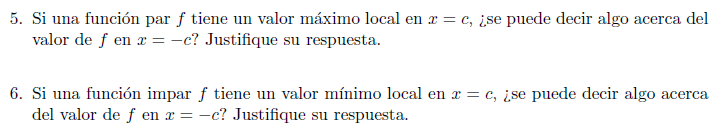 5. Si una función par f tiene un valor máximo local en x = c, ¿se puede decir algo acerca del
valor de f en x = −c? Justifique su respuesta.
6. Si una función impar f tiene un valor mínimo local en x = c, ¿se puede decir algo acerca
del valor de f en x = −c? Justifique su respuesta.